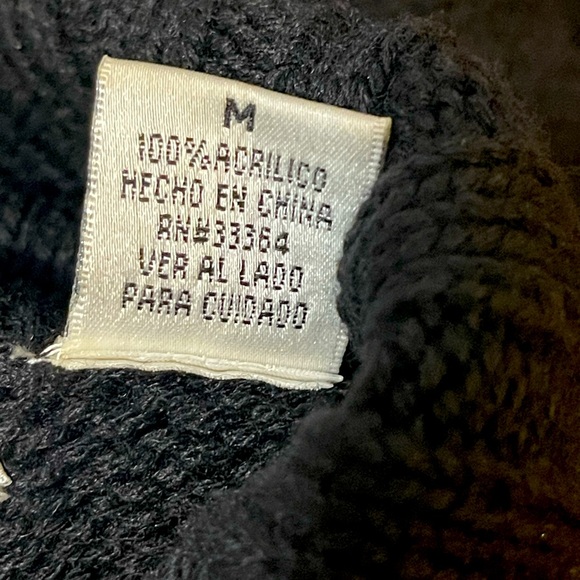 M
100% ACRILICO
HECHO EN CHINA
RN#33364
VER AL LADO
PARA CUIDADO